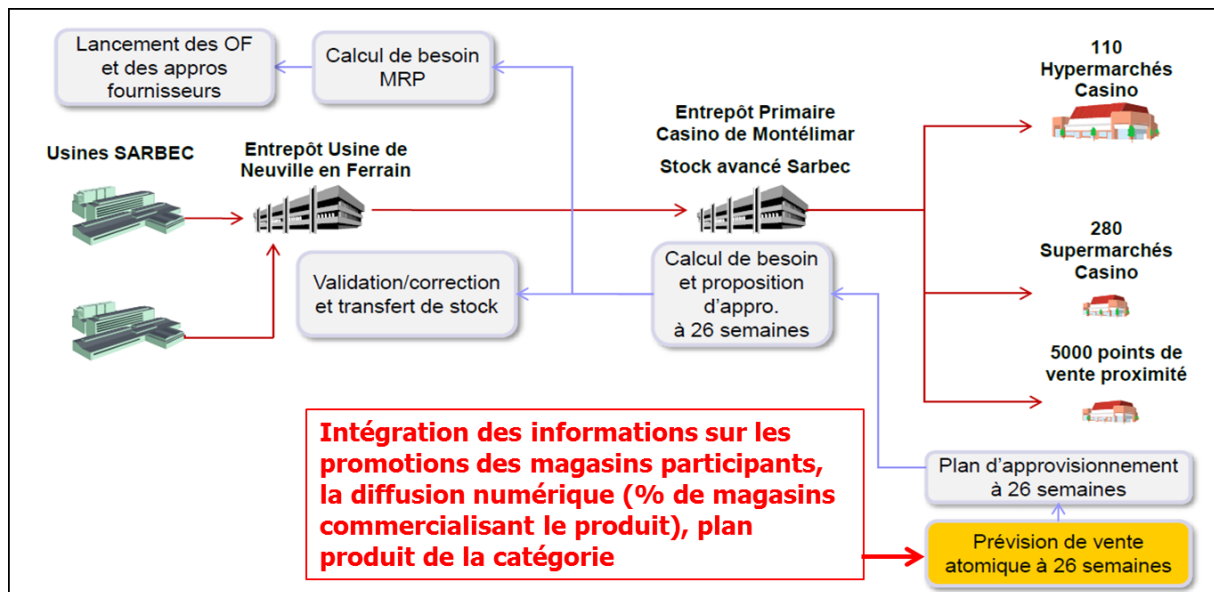 Lancement des OF
et des appros
fournisseurs
Calcul de besoin
MRP
110
Hypermarchés
Casino
Usines SARBEC
Entrepôt Usine de
Neuville en Ferrain
Entrepôt Primaire
Casino de Montélimar
Stock avancé Sarbec
280
Supermarchés
Casino
Validation/correction
et transfert de stock
Calcul de besoin
et proposition
d'appro.
à 26 semaines
5000 points de
vente proximité
Intégration des informations sur les
promotions des magasins participants,
la diffusion numérique (% de magasins
commercialisant le produit), plan
produit de la catégorie
Plan d'approvisionnement
à 26 semaines
Prévision de vente
atomique à 26 semaines